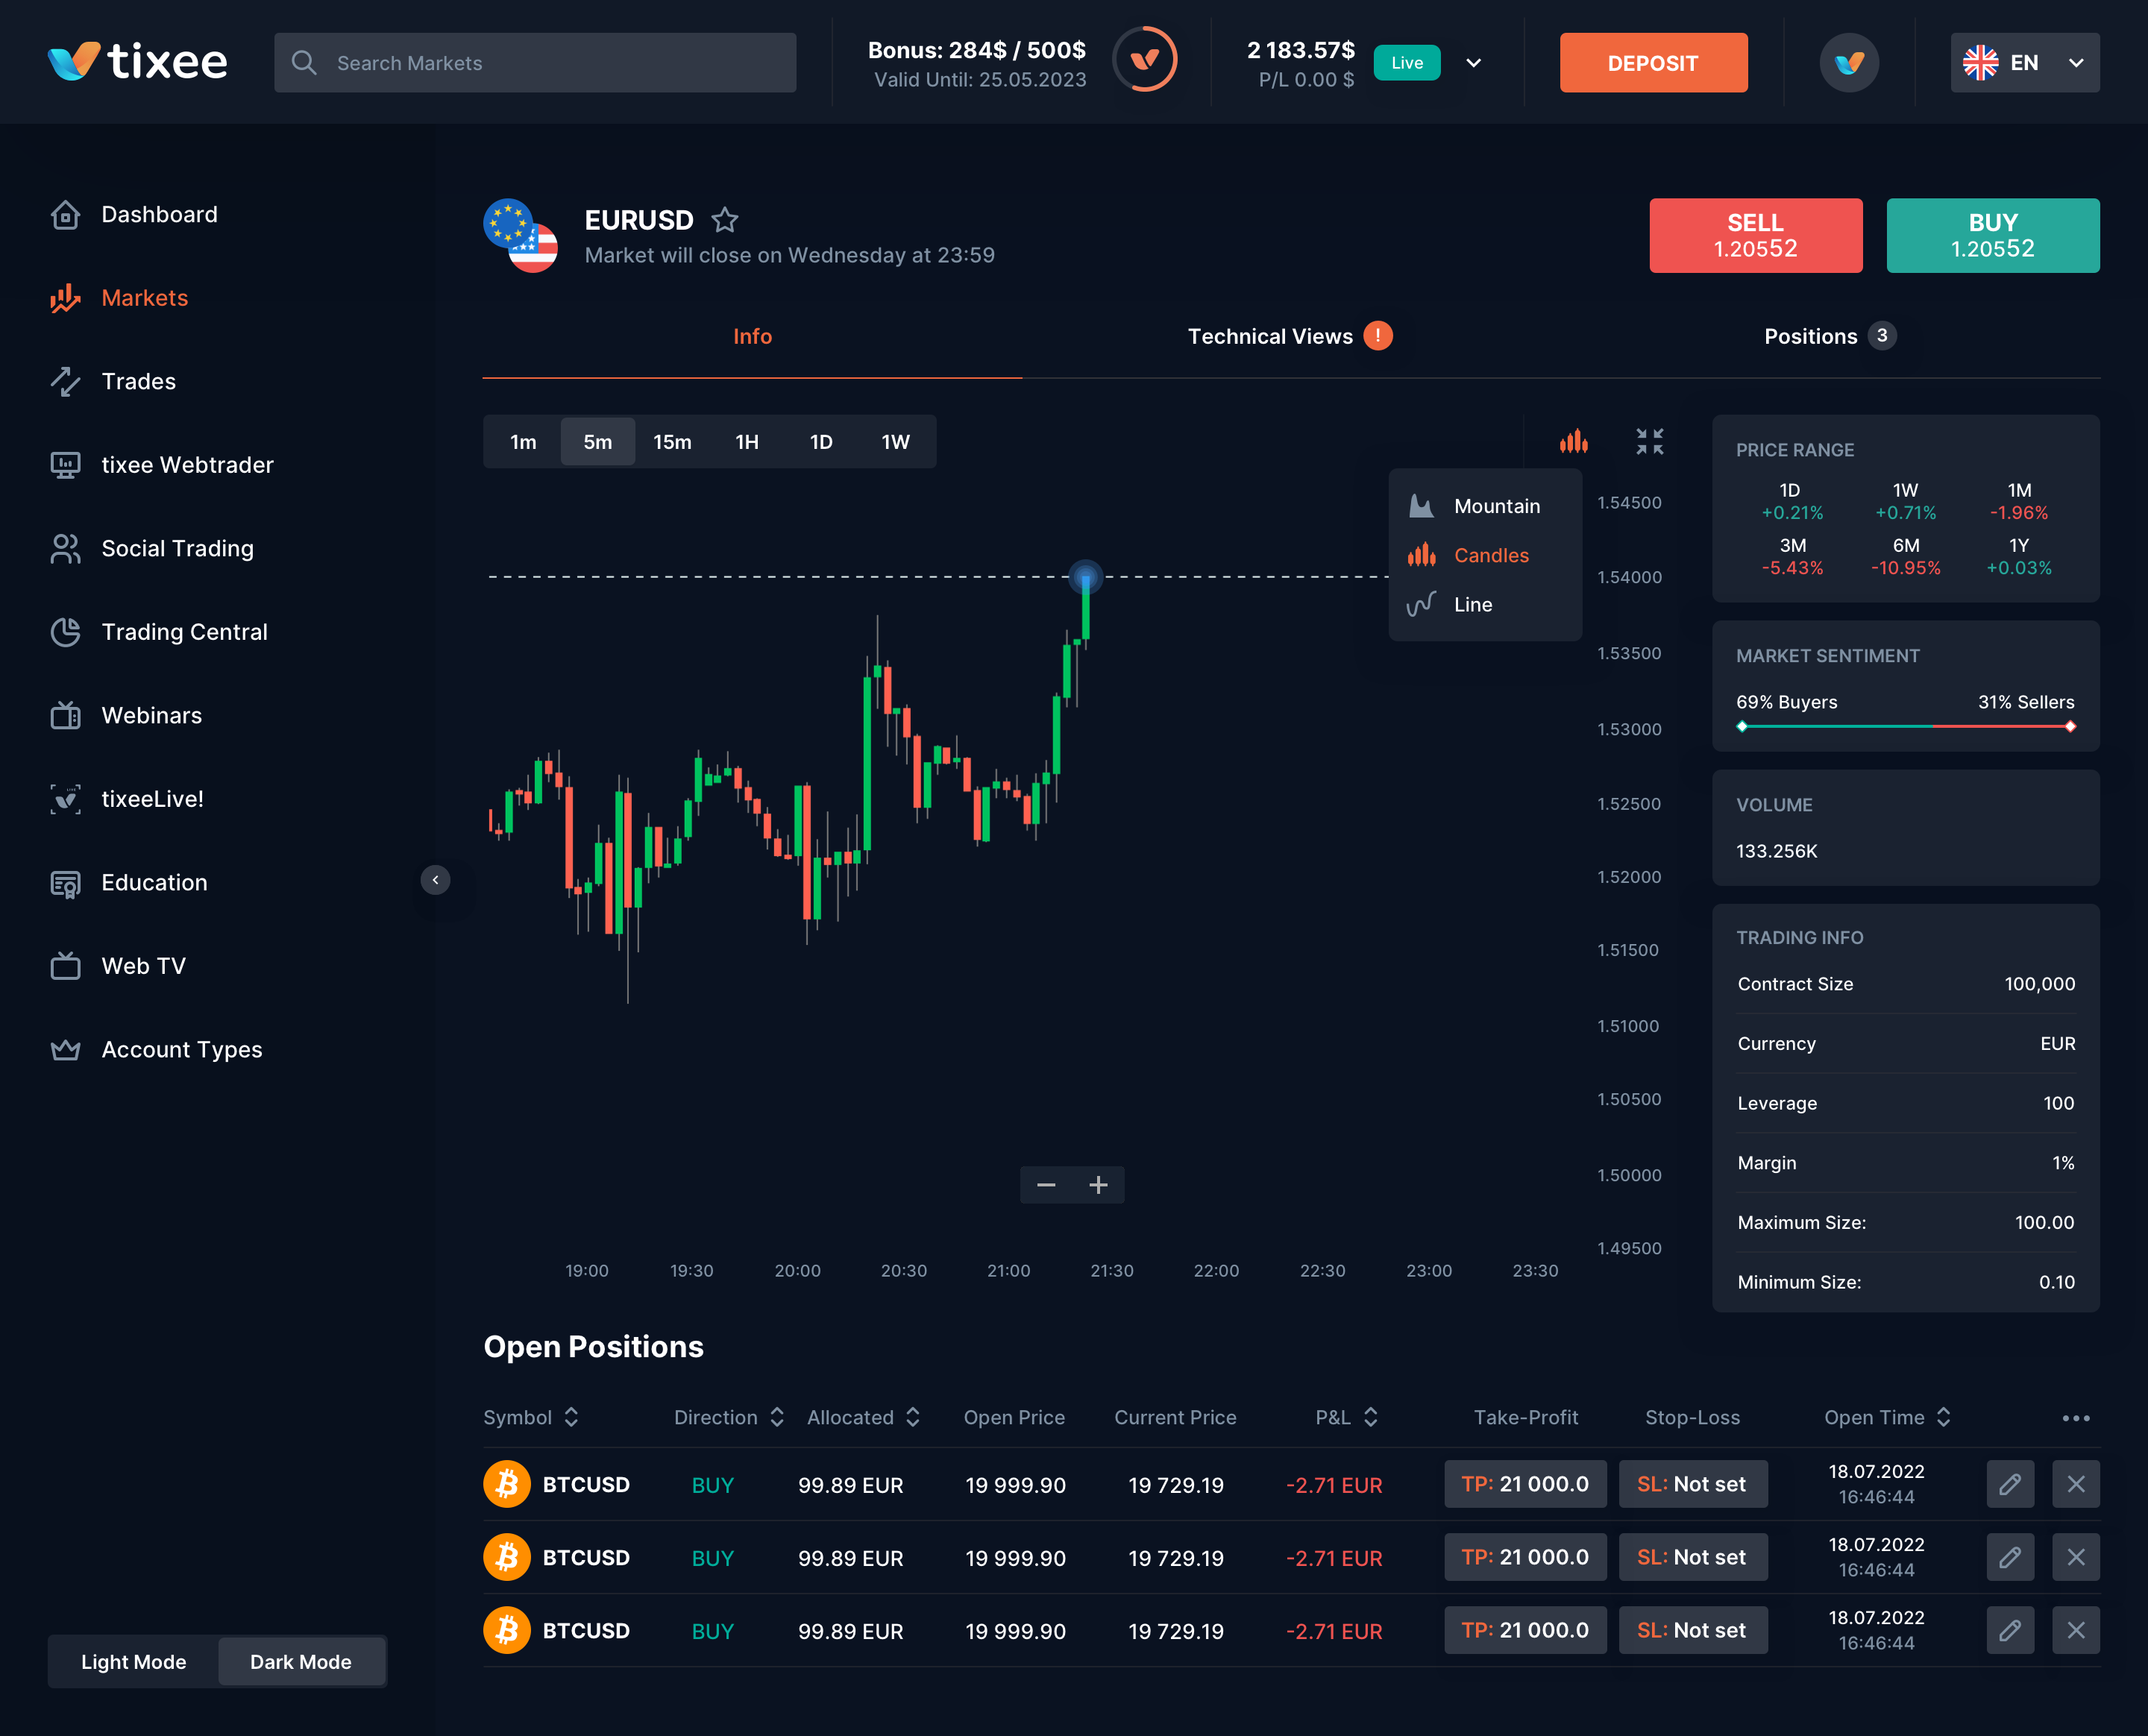 tixee
Search Markets
Bonus: 284$ / 500$
Valid Until: 25.05.2023
2 183.57$
P/L 0.00 $
Live
DEPOSIT
EN
Dashboard
Markets
Trades
tixee Webtrader
Social Trading
Trading Central
Webinars
tixeeLive!
Education
Web TV
Account Types
Light Mode
Dark Mode
EURUSD
Market will close on Wednesday at 23:59
SELL
1.20552
BUY
1.20552
Info
Technical Views !
Positions 3
1m 5m 15m 1H 1D 1W
Mountain
Candles
Line
1.54500
1.54000
1.53500
1.53000
1.52500
1.52000
1.51500
1.51000
1.50500
1.50000
1.49500
19:00 19:30 20:00 20:30 21:00 21:30 22:00 22:30 23:00 23:30
PRICE RANGE
1D 1W 1M
+0.21% +0.71% -1.96%
3M 6M 1Y
-5.43% -10.95% +0.03%
MARKET SENTIMENT
69% Buyers 31% Sellers
VOLUME
133.256K
TRADING INFO
Contract Size 100,000
Currency EUR
Leverage 100
Margin 1%
Maximum Size: 100.00
Minimum Size: 0.10
Open Positions
Symbol Direction Allocated Open Price Current Price P&L Take-Profit Stop-Loss Open Time
BTCUSD BUY 99.89 EUR 19 999.90 19 729.19 -2.71 EUR TP: 21 000.0 SL: Not set 18.07.2022
16:46:44
BTCUSD BUY 99.89 EUR 19 999.90 19 729.19 -2.71 EUR TP: 21 000.0 SL: Not set 18.07.2022
16:46:44
BTCUSD BUY 99.89 EUR 19 999.90 19 729.19 -2.71 EUR TP: 21 000.0 SL: Not set 18.07.2022
16:46:44